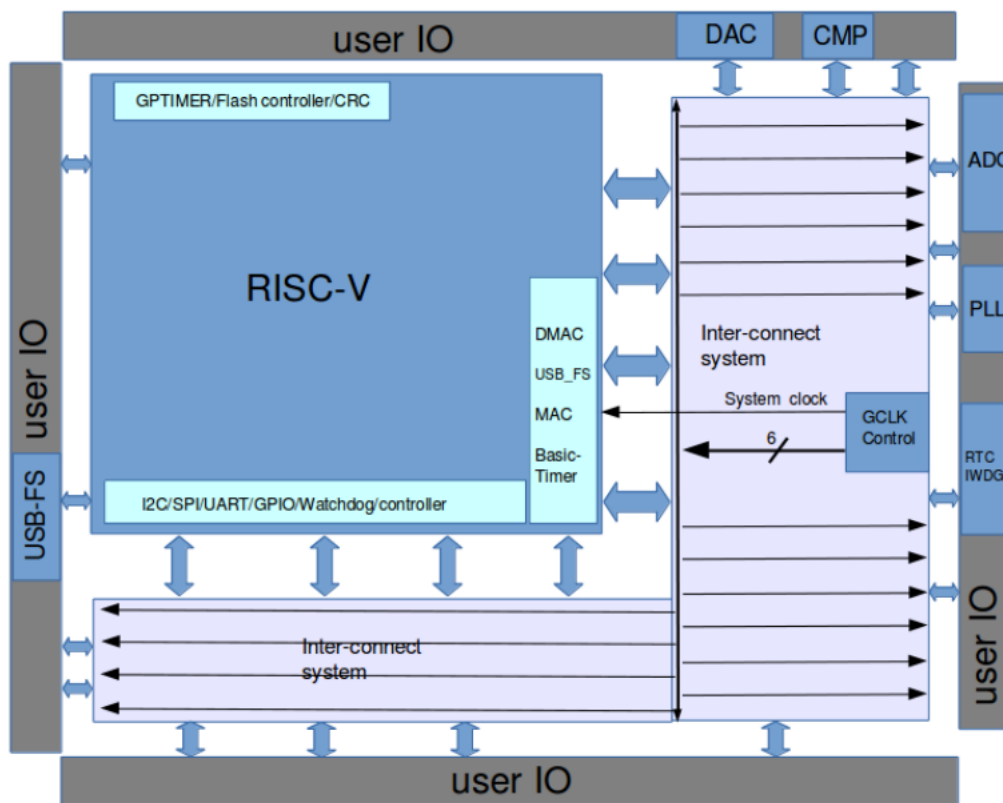 user IO
DAC
CMP
GPTIMER/Flash controller/CRC
ADC
RISC-V
PLL
DMAC
USB_FS
MAC
Basic-
Timer
Inter-connect
system
System clock
6
GCLK
Control
RTC
IWDG
user IO
USB-FS
I2C/SPI/UART/GPIO/Watchdog/controller
Inter-connect
system
user IO
user IO